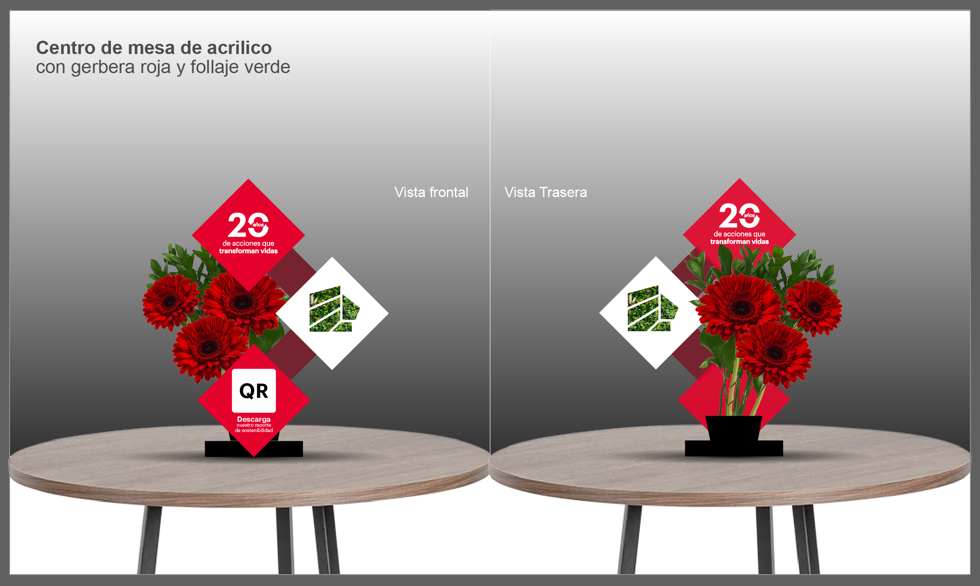 Centro de mesa de acrilico
con gerbera roja y follaje verde
Vista frontal
Vista Trasera
20 años
de acciones que
transforman vidas
20 años
de acciones que
transforman vidas
QR
Descarga
nuestro reporte
de sostenibilidad